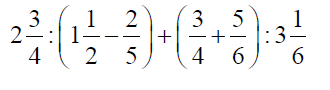 2 3/4 : (1 1/2 − 2/5) + (3/4 + 5/6) : 3 1/6